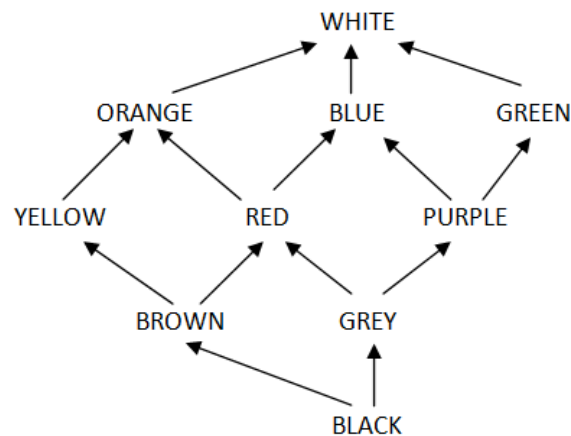 WHITE
ORANGE BLUE GREEN
YELLOW RED PURPLE
BROWN GREY
BLACK